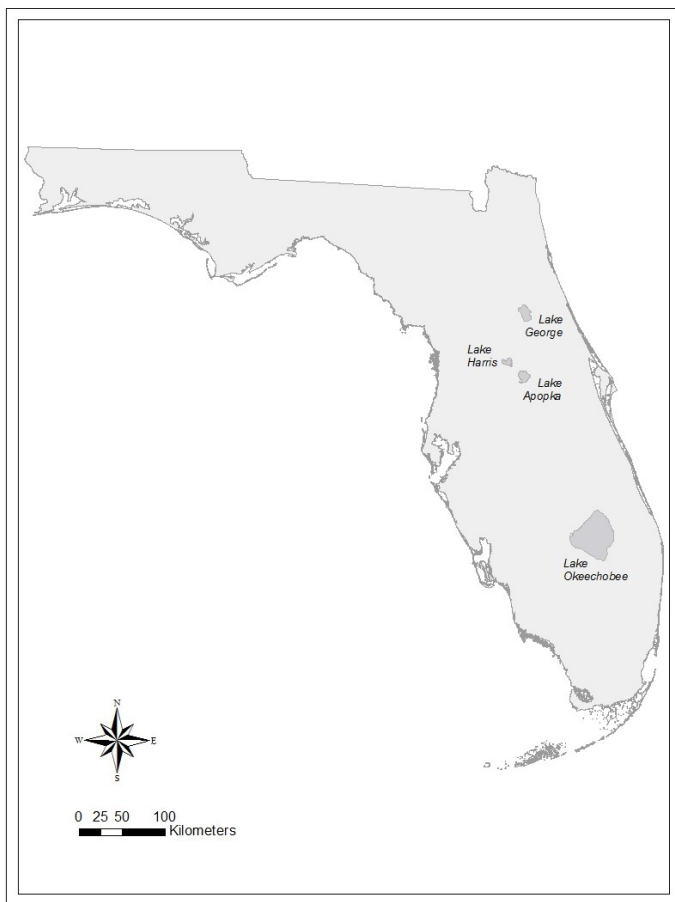 Lake
George
Lake
Harris
Lake
Apopka
Lake
Okeechobee
N
W E
S
0 25 50 100
Kilometers